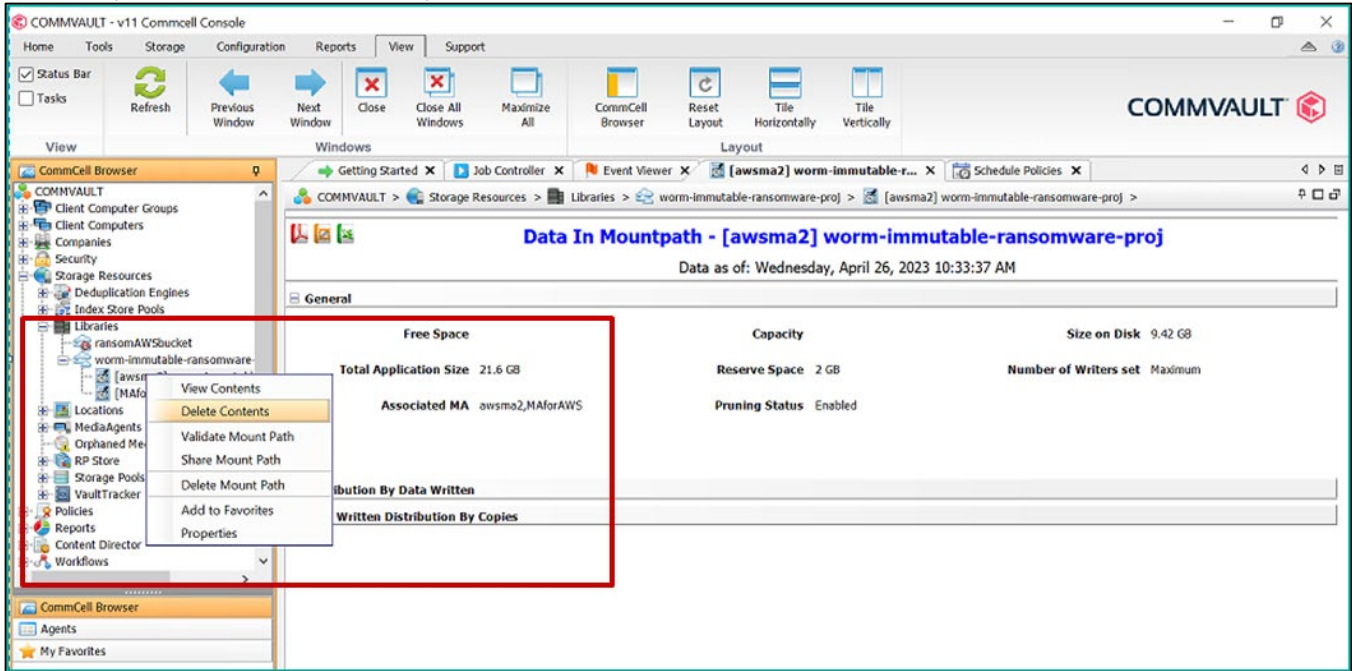 COMMVAULT - v11 Commcell Console
Home Tools Storage Configuration Reports View Support
Status Bar
Tasks
Refresh
Previous Window
Next Window
Close
Close All Windows
Maximize All
CommCell Browser
Reset Layout
Tile Horizontally
Tile Vertically
COMMVAULT
View Windows Layout
CommCell Browser
Getting Started Job Controller Event Viewer [awsma2] worm-immutable-r... Schedule Policies
COMMVAULT > Storage Resources > Libraries > worm-immutable-ransomware-proj > [awsma2] worm-immutable-ransomware-proj >
COMMVAULT
Client Computer Groups
Client Computers
Companies
Security
Storage Resources
Deduplication Engines
Index Store Pools
Libraries
ransomAWSbucket
worm-immutable-ransomware-
[MAfo
Locations
MediaAgents
Orphaned Me
RP Store
Storage Pools
VaultTracker
Policies
Reports
Content Director
Workflows
CommCell Browser
Agents
My Favorites
View Contents
Delete Contents
Validate Mount Path
Share Mount Path
Delete Mount Path
Add to Favorites
Properties
Data In Mountpath - [awsma2] worm-immutable-ransomware-proj
Data as of: Wednesday, April 26, 2023 10:33:37 AM
General
Free Space Capacity Size on Disk 9.42 GB
Total Application Size 21.6 GB Reserve Space 2 GB Number of Writers set Maximum
Associated MA awsma2,MAforAWS Pruning Status Enabled
ibution By Data Written
Written Distribution By Copies